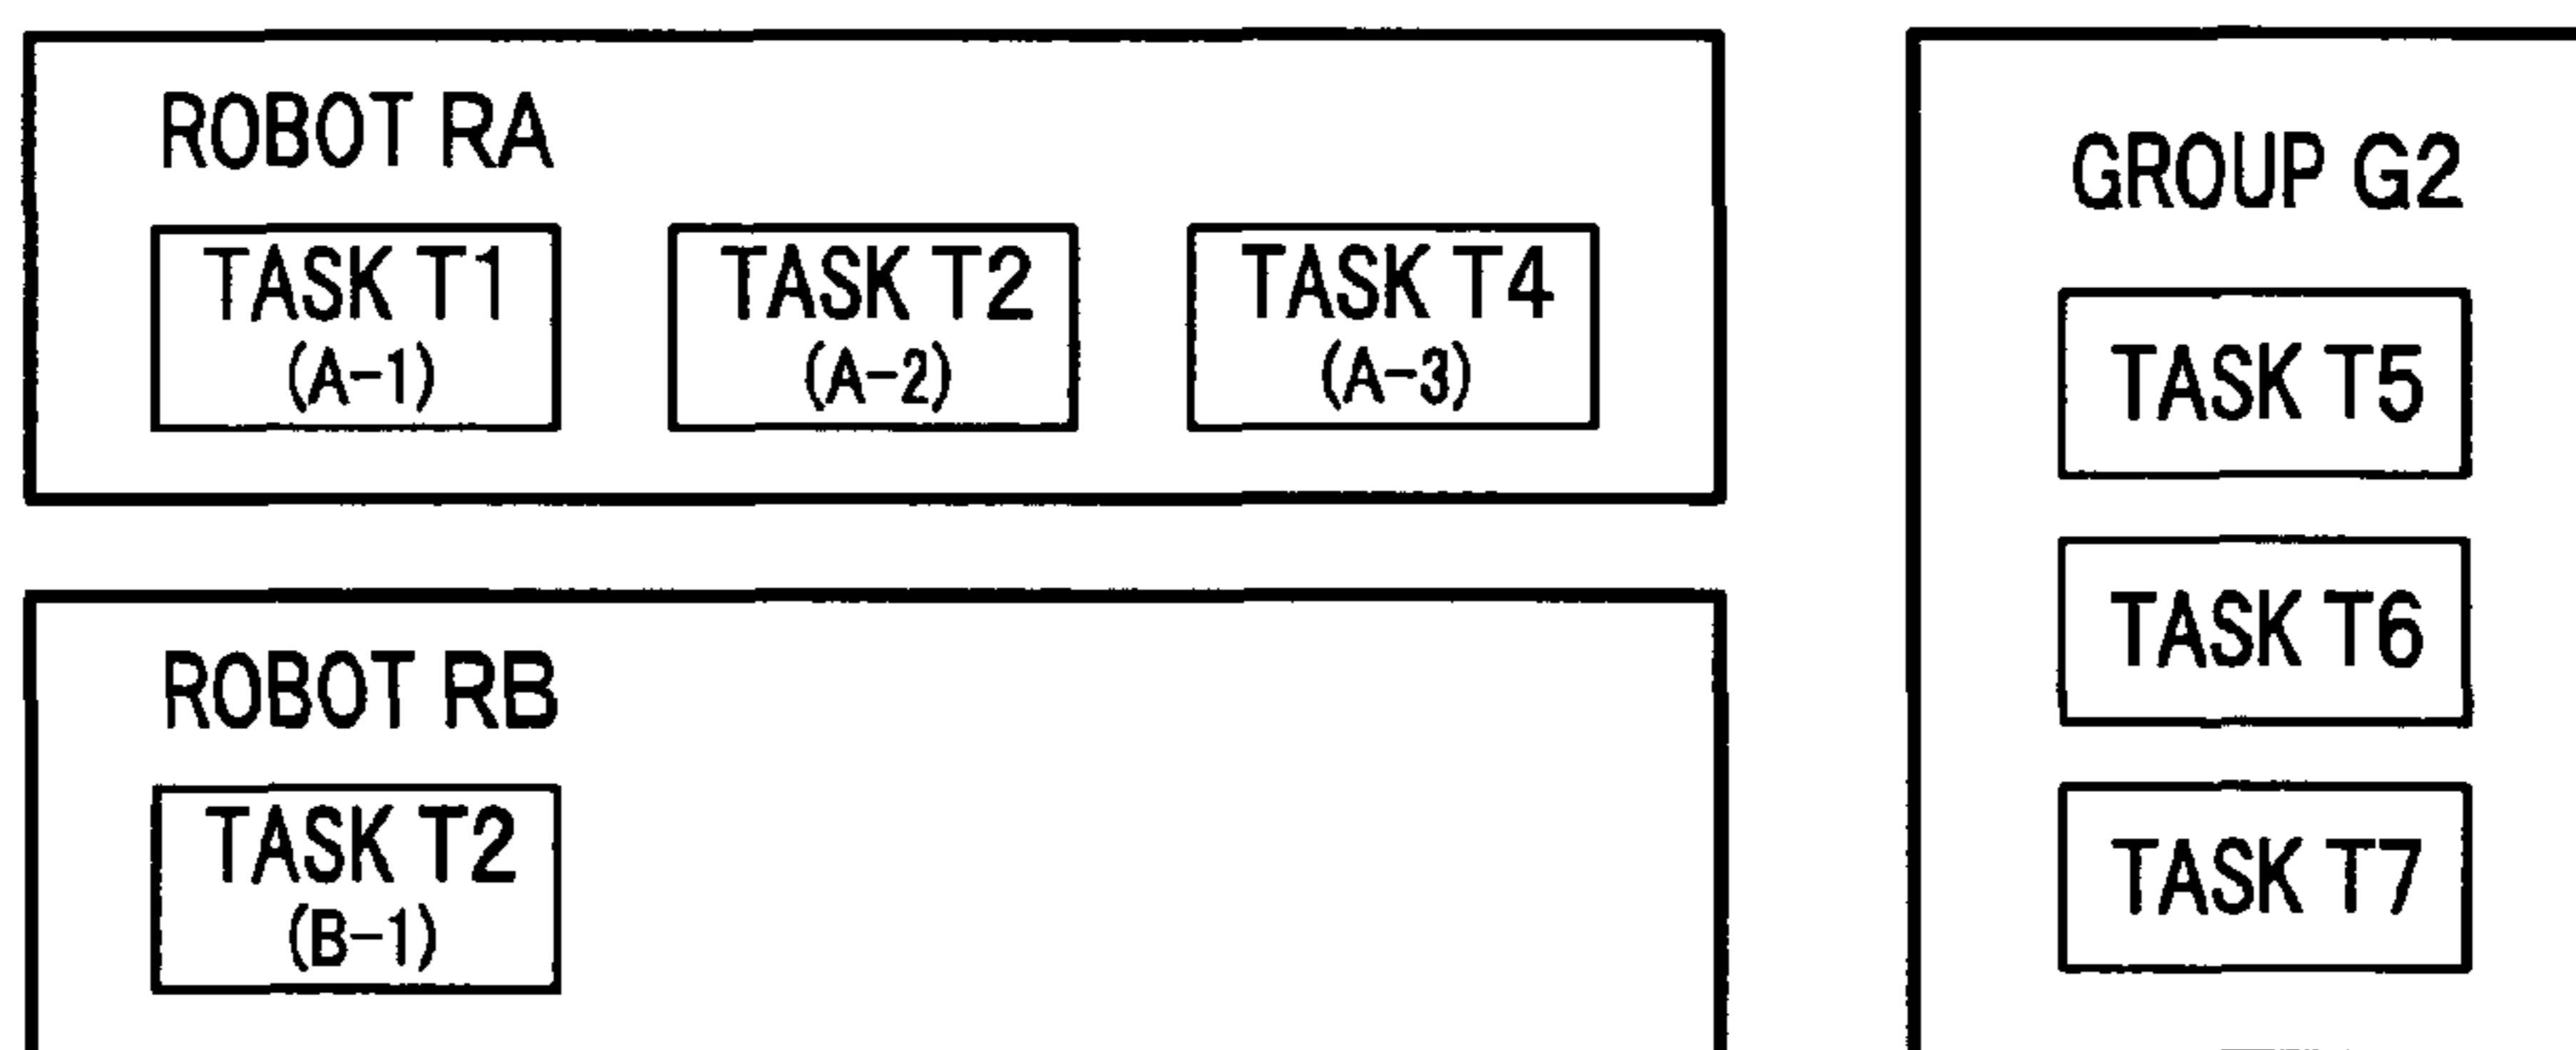 ROBOT RA
TASK T1
(A-1)
TASK T2
(A-2)
TASK T4
(A-3)
ROBOT RB
TASK T2
(B-1)
GROUP G2
TASK T5
TASK T6
TASK T7